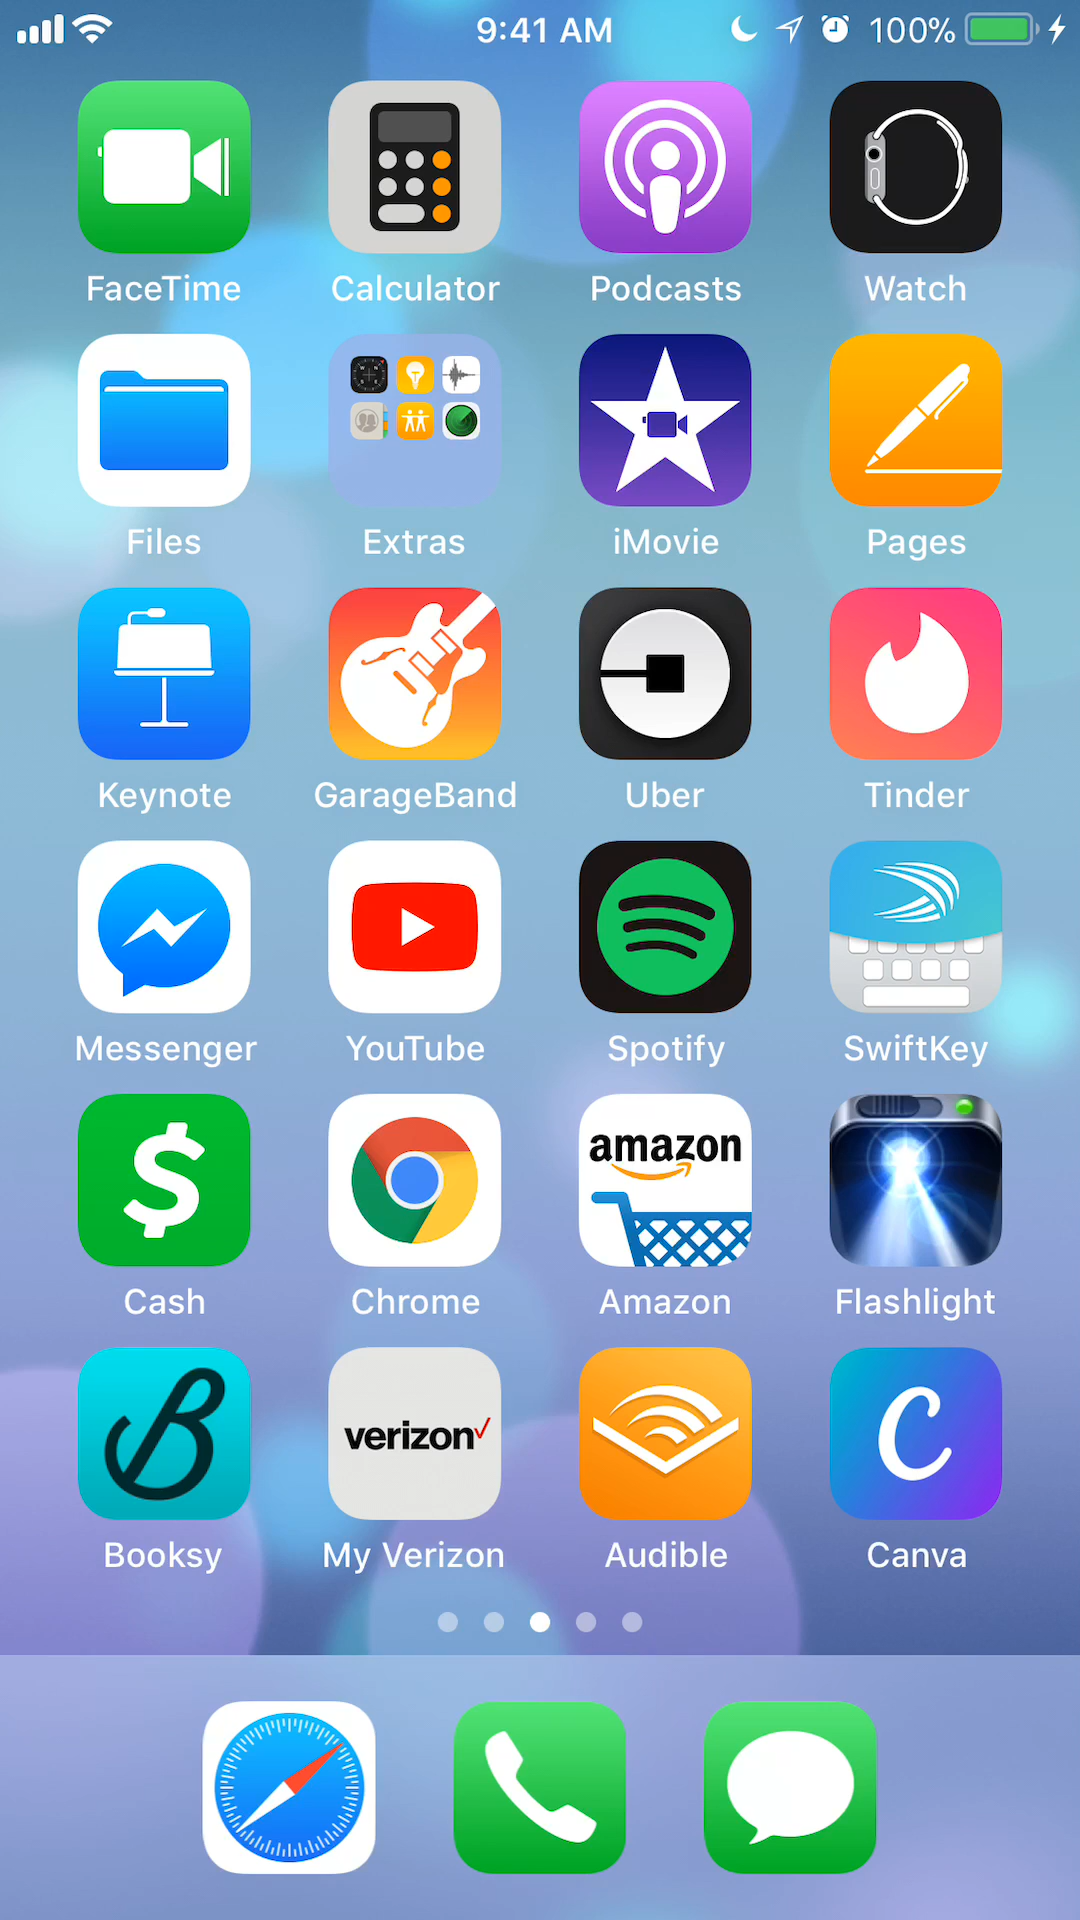 9:41 AM 100%
FaceTime Calculator Podcasts Watch
Files Extras iMovie Pages
Keynote GarageBand Uber Tinder
Messenger YouTube Spotify SwiftKey
amazon
Cash Chrome Amazon Flashlight
verizon
Booksy My Verizon Audible Canva